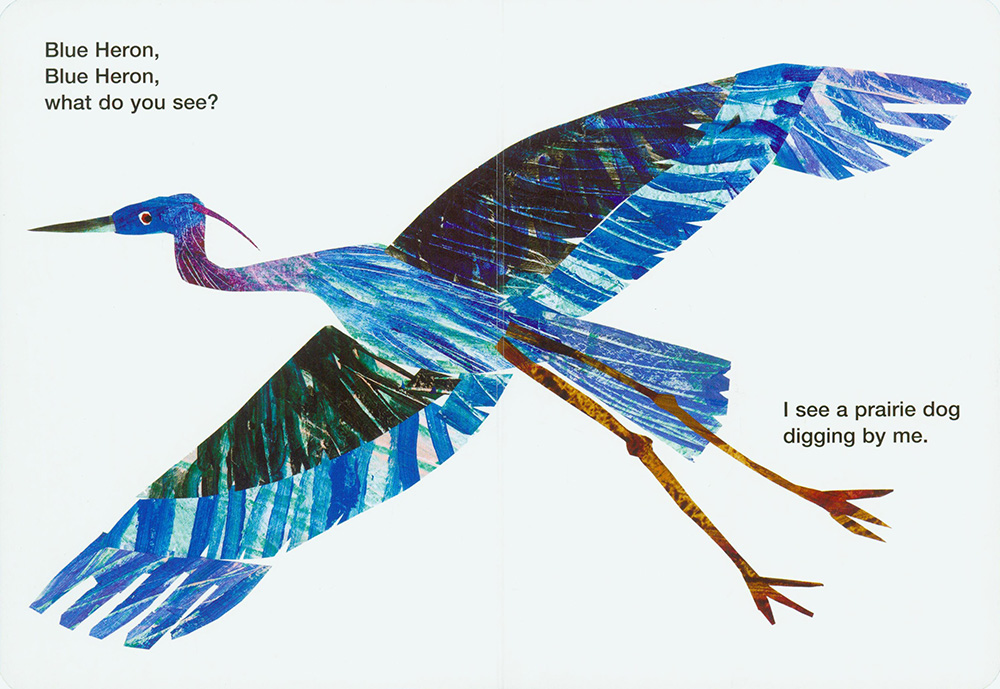 Blue Heron,
Blue Heron,
what do you see?
I see a prairie dog
digging by me.